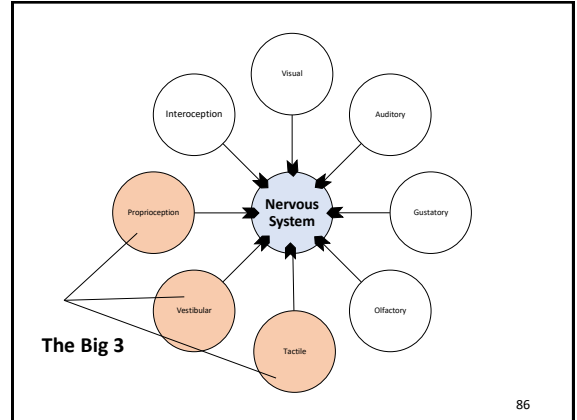 Visual
Interoception
Auditory
Proprioception
Nervous
System
Gustatory
Vestibular
Olfactory
The Big 3
Tactile
86